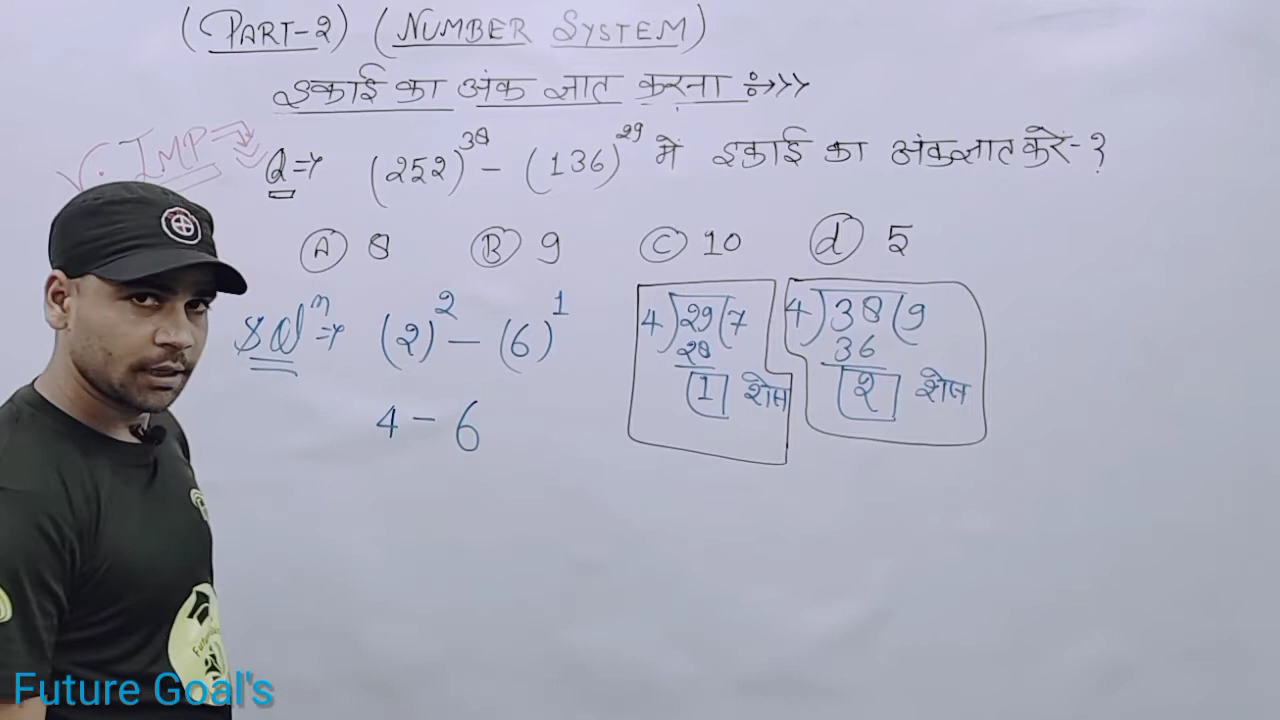 (PART-2) (NUMBER SYSTEM)
इकाई का अंक ज्ञात करना
V. IMP
Q⇒ (252)^38 - (136)^29 में इकाई का अंक ज्ञात करें-?
(A) 8 (B) 9 (C) 10 (d) 5
SOl^n ⇒ (2)^2 - (6)^1
4 - 6
4)29(7
28
1 शेष
4)38(9
36
2 शेष
Future Goal's